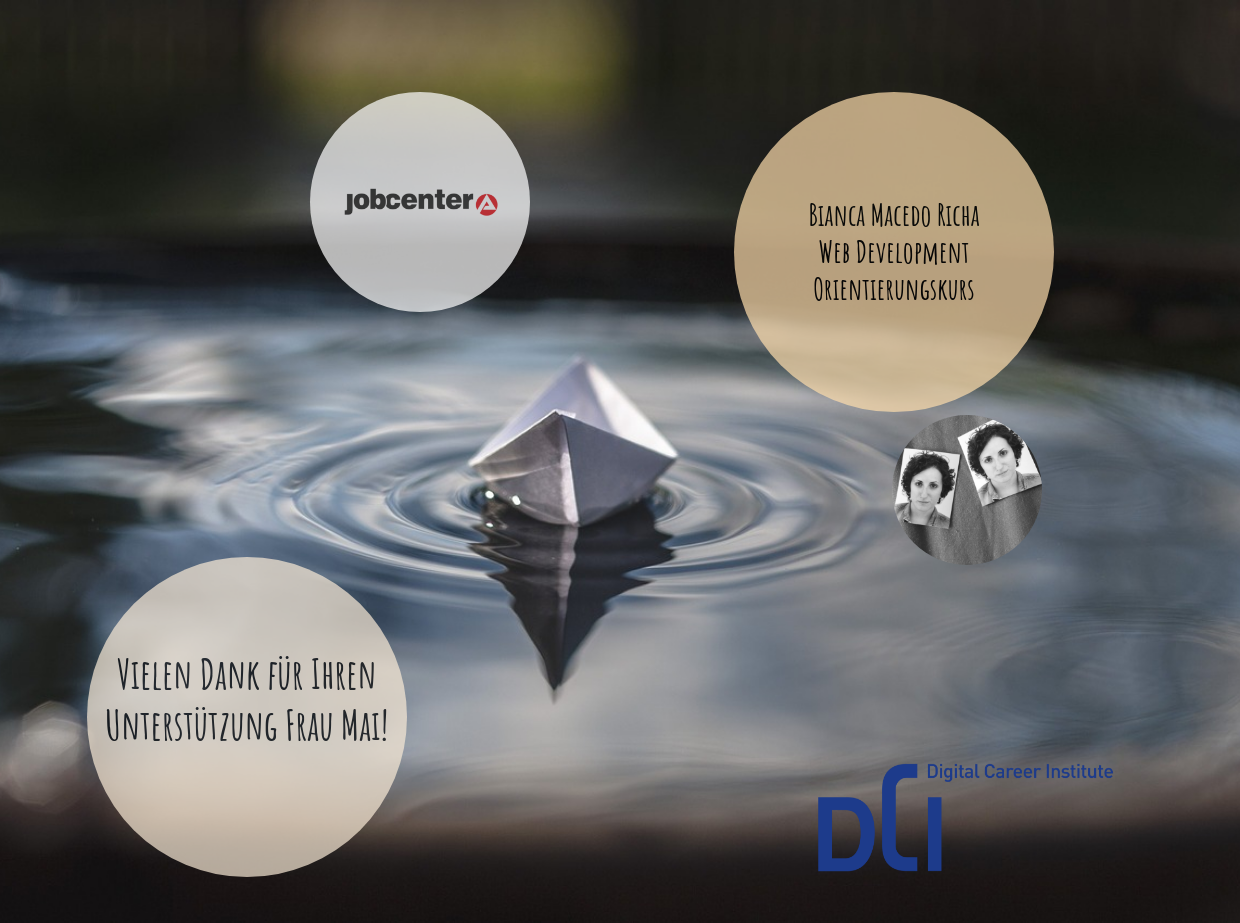 jobcenter
Bianca Macedo Richa
Web Development
Orientierungskurs
Vielen Dank für Ihren
Unterstützung Frau Mai!
Digital Career Institute
DCI